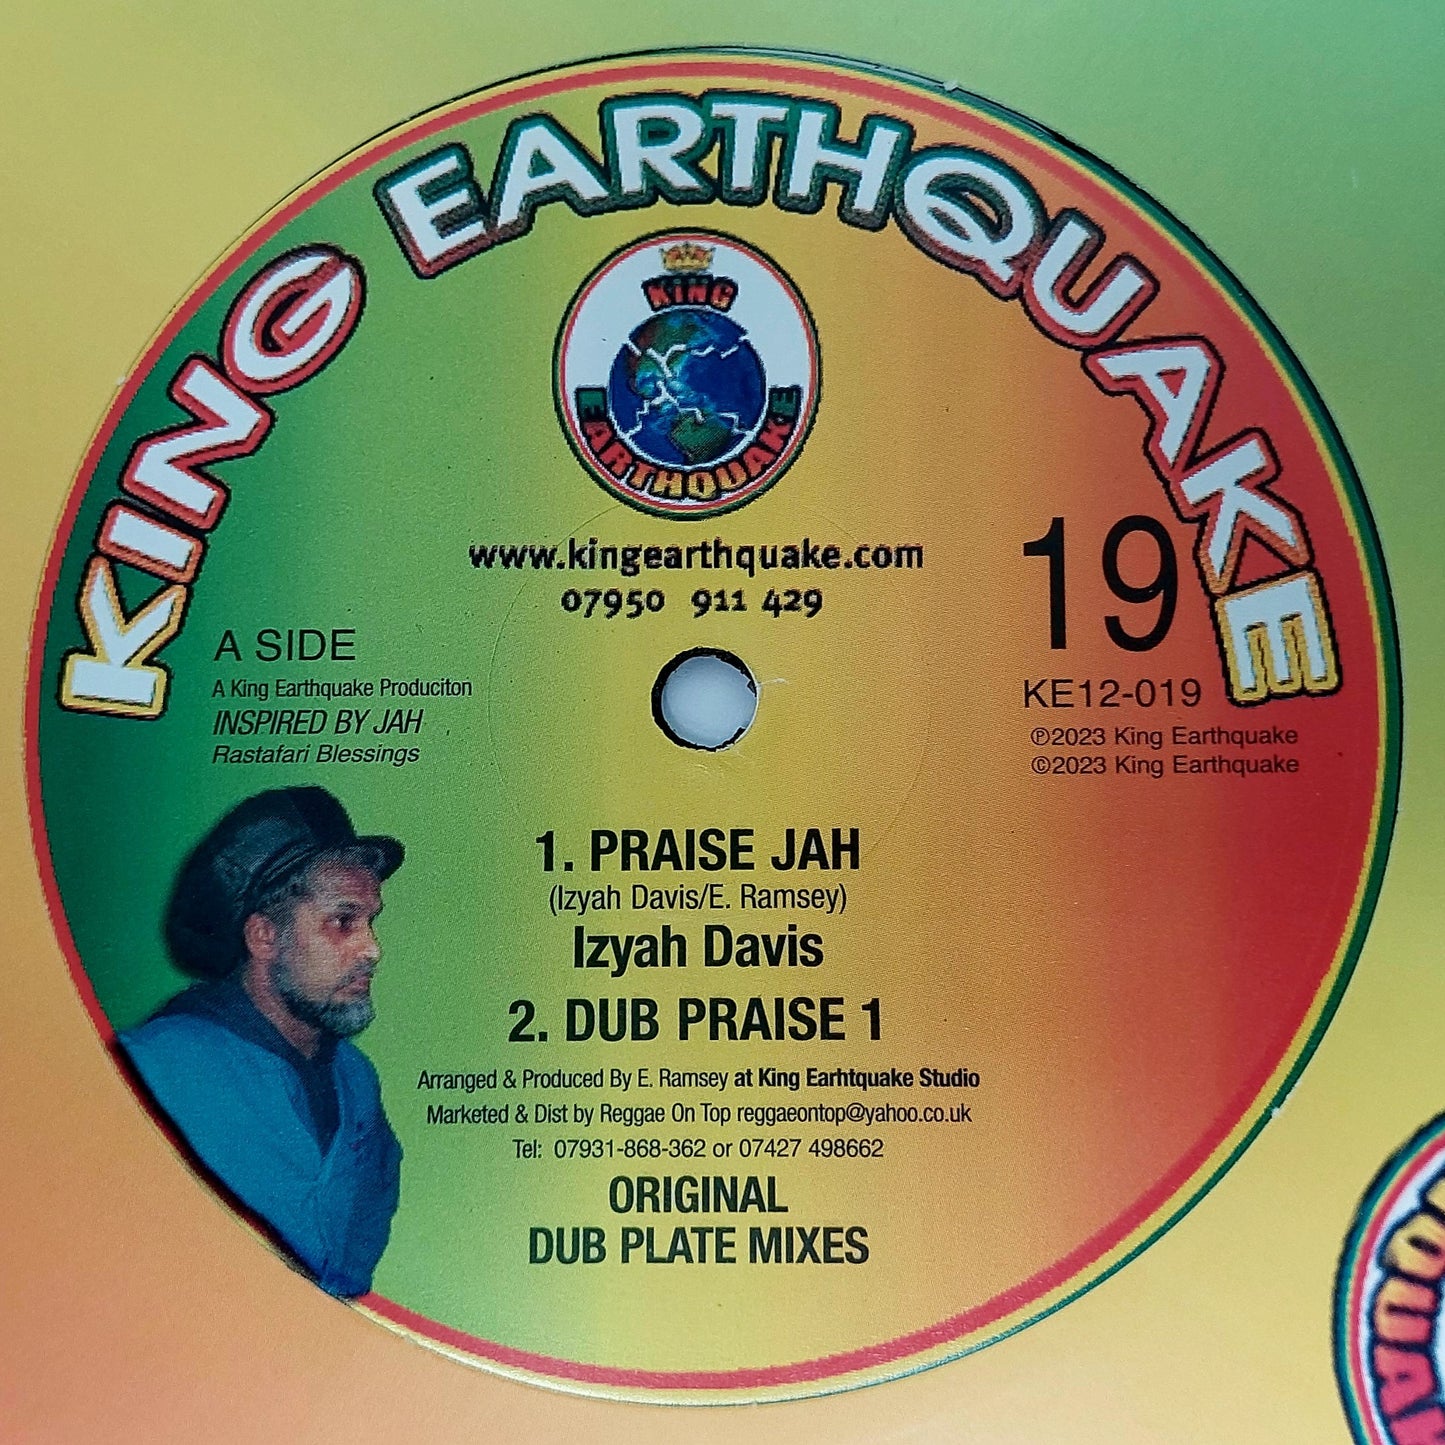 KING EARTHQUAKE
KING
EARTHQUAKE
www.kingearthquake.com
07950 911 429
A SIDE
A King Earthquake Produciton
INSPIRED BY JAH
Rastafari Blessings
19
KE12-019
℗2023 King Earthquake
©2023 King Earthquake
1. PRAISE JAH
(Izyah Davis/E. Ramsey)
Izyah Davis
2. DUB PRAISE 1
Arranged & Produced By E. Ramsey at King Earhtquake Studio
Marketed & Dist by Reggae On Top reggaeontop@yahoo.co.uk
Tel: 07931-868-362 or 07427 498662
ORIGINAL
DUB PLATE MIXES